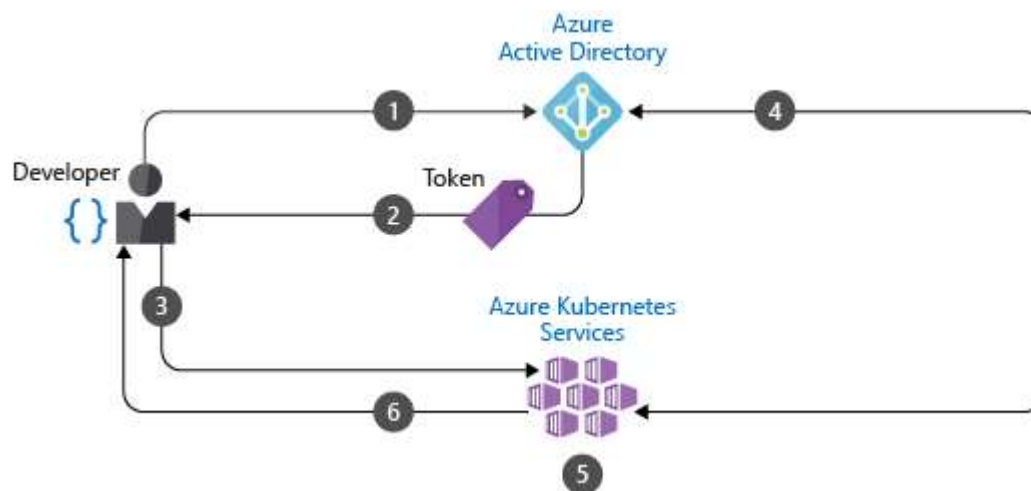 Azure
Active Directory
1
4
Developer
Token
{ }
2
3
Azure Kubernetes
Services
6
5